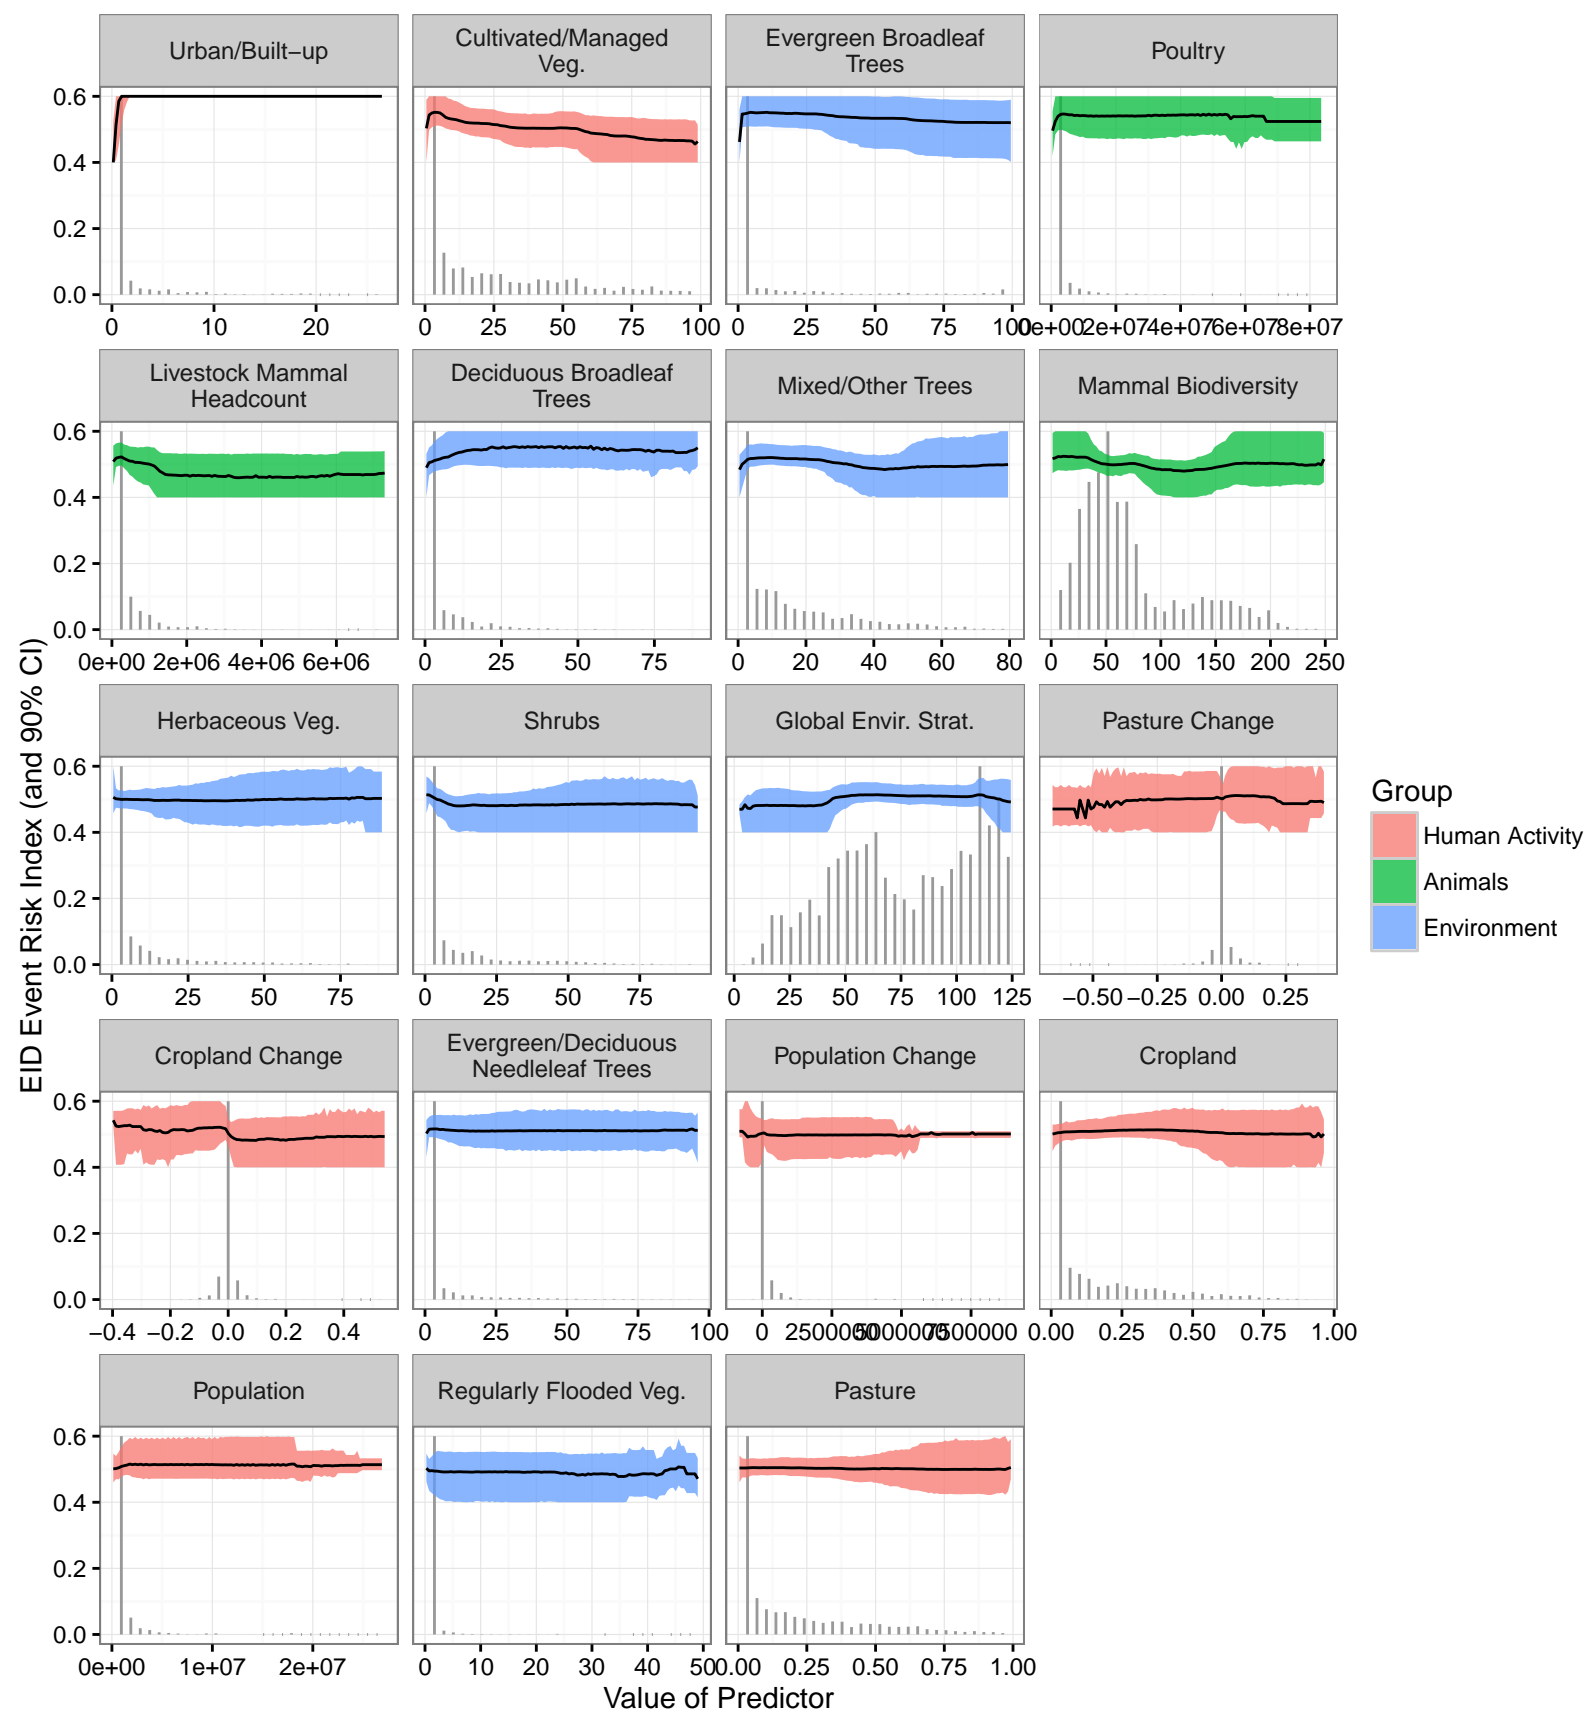 Urban/Built−up
Cultivated/Managed
Veg.
Evergreen Broadleaf
Trees
Poultry
0.6
0.4
0.2
0.0
0 10 20
0 25 50 75 100
0 25 50 75 100
0e+00 2e+07 4e+07 6e+07 8e+07
Livestock Mammal
Headcount
Deciduous Broadleaf
Trees
Mixed/Other Trees
Mammal Biodiversity
0.6
0.4
0.2
0.0
0e+00 2e+06 4e+06 6e+06
0 25 50 75
0 20 40 60 80
0 50 100 150 200 250
Herbaceous Veg.
Shrubs
Global Envir. Strat.
Pasture Change
0.6
0.4
0.2
0.0
0 25 50 75
0 25 50 75
0 25 50 75 100 125
−0.50 −0.25 0.00 0.25
Cropland Change
Evergreen/Deciduous
Needleleaf Trees
Population Change
Cropland
0.6
0.4
0.2
0.0
−0.4 −0.2 0.0 0.2 0.4
0 25 50 75 100
0 2500000 5000000 7500000
0.00 0.25 0.50 0.75 1.00
Population
Regularly Flooded Veg.
Pasture
0.6
0.4
0.2
0.0
0e+00 1e+07 2e+07
0 10 20 30 40 50
0.00 0.25 0.50 0.75 1.00
EID Event Risk Index (and 90% CI)
Value of Predictor
Group
Human Activity
Animals
Environment